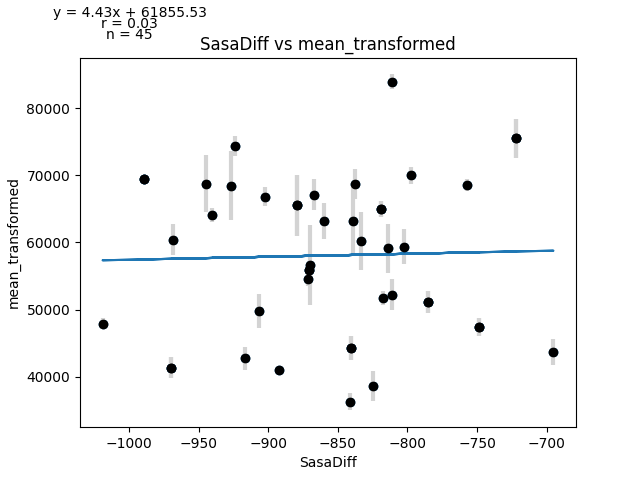 y = 4.43x + 61855.53
r = 0.03
n = 45
SasaDiff vs mean_transformed
mean_transformed
80000
70000
60000
50000
40000
−1000
−950
−900
−850
−800
−750
−700
SasaDiff